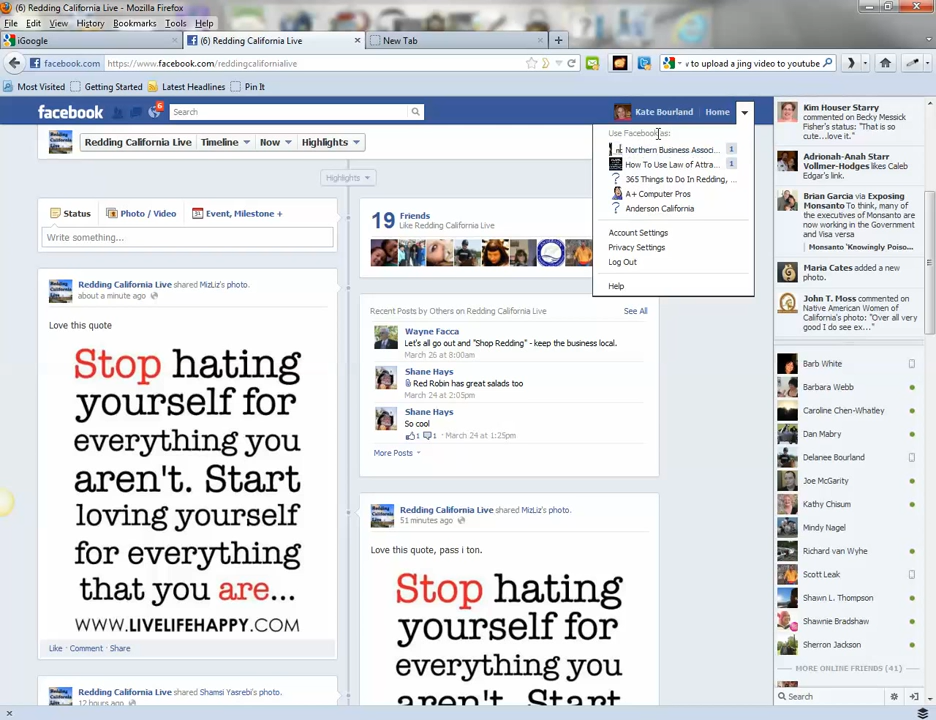 (6) Redding California Live - Mozilla Firefox
File Edit View History Bookmarks Tools Help
iGoogle
(6) Redding California Live
New Tab
facebook.com
https://www.facebook.com/reddingcalifornialive
v to upload a jing video to youtube
Most Visited Getting Started Latest Headlines Pin It
facebook
6
Search
Kate Bourland Home
Redding California Live Timeline Now Highlights
Highlights
Use Facebook as:
Northern Business Associ... 1
How To Use Law of Attra... 1
365 Things to Do In Redding, ...
A+ Computer Pros
Anderson California
Account Settings
Privacy Settings
Log Out
Help
Status Photo / Video Event, Milestone +
Write something...
Redding California Live shared MizLiz's photo.
about a minute ago
Love this quote
Stop hating
yourself for
everything you
aren't. Start
loving yourself
for everything
that you are...
WWW.LIVELIFEHAPPY.COM
Like · Comment · Share
Redding California Live shared Shamsi Yasrebi's photo.
12 hours ago
19 Friends
Like Redding California Live
Recent Posts by Others on Redding California Live See All
Wayne Facca
Let's all go out and "Shop Redding" - keep the business local.
March 26 at 8:00am
Shane Hays
Red Robin has great salads too
March 24 at 2:05pm
Shane Hays
So cool
1 1 · March 24 at 1:25pm
More Posts
Redding California Live shared MizLiz's photo.
51 minutes ago
Love this quote, pass i ton.
Stop hating
yourself for
everything you
aren't. Start
Kim Houser Starry
commented on Becky Messick
Fisher's status: "That is so
cute...love it."
Adrionah-Anah Starr
Vollmer-Hodges likes Caleb
Edgar's link.
Brian Garcia via Exposing
Monsanto To think, many
of the executives of
Monsanto are now working
in the Government and Visa versa
Monsanto 'Knowingly Poiso...
Maria Cates added a new
photo.
John T. Moss commented on
Native American Women of
California's photo: "Over all very
good I do see ex..."
Barb White
Barbara Webb
Caroline Chen-Whatley
Dan Mabry
Delanee Bourland
Joe McGarity
Kathy Chisum
Mindy Nagel
Richard van Wyhe
Scott Leak
Shawn L. Thompson
Shawnie Bradshaw
Sherron Jackson
MORE ONLINE FRIENDS (41)
Search